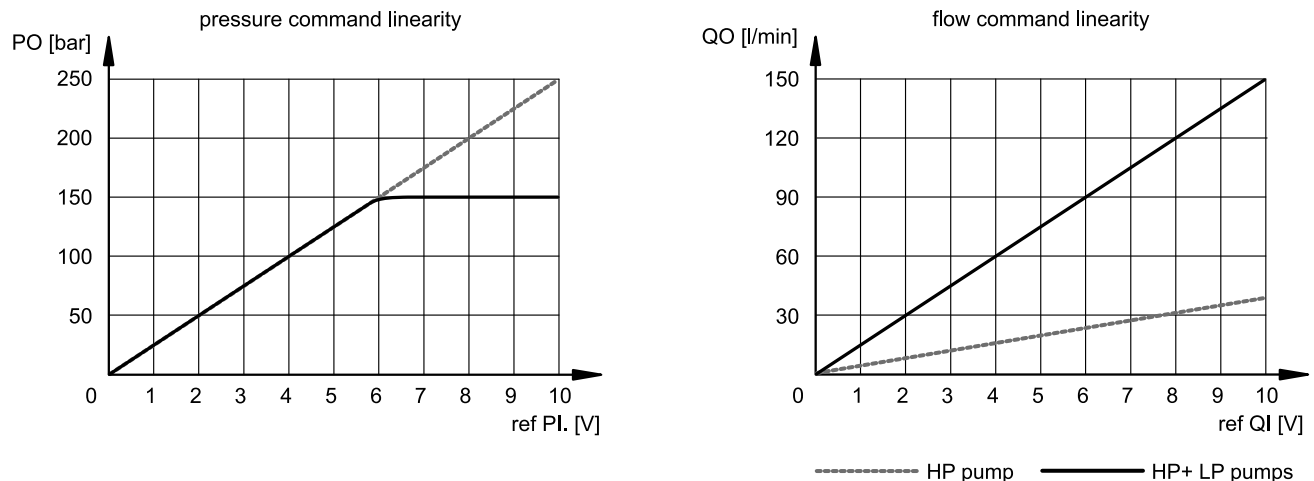 pressure command linearity
PO [bar]
250
200
150
100
50
0 1 2 3 4 5 6 7 8 9 10
ref PI. [V]
flow command linearity
QO [l/min]
150
120
90
60
30
0 1 2 3 4 5 6 7 8 9 10
ref QI [V]
HP pump HP+ LP pumps